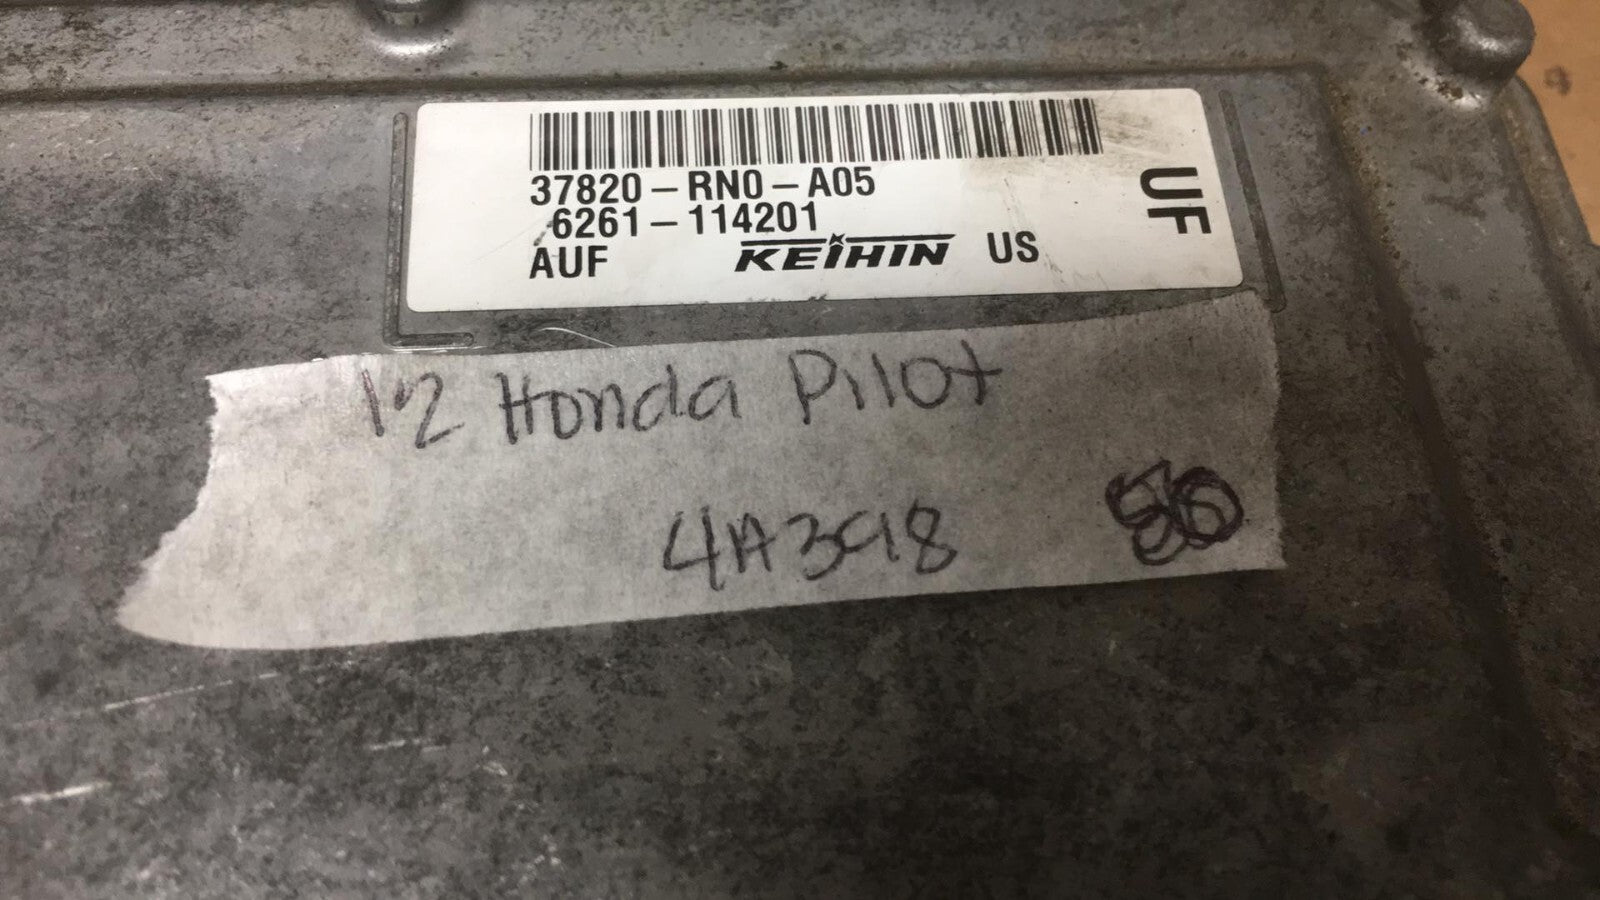 37820-RN0-A05
6261-114201
AUF KEIHIN US
UF
12 Honda Pilot
4A398